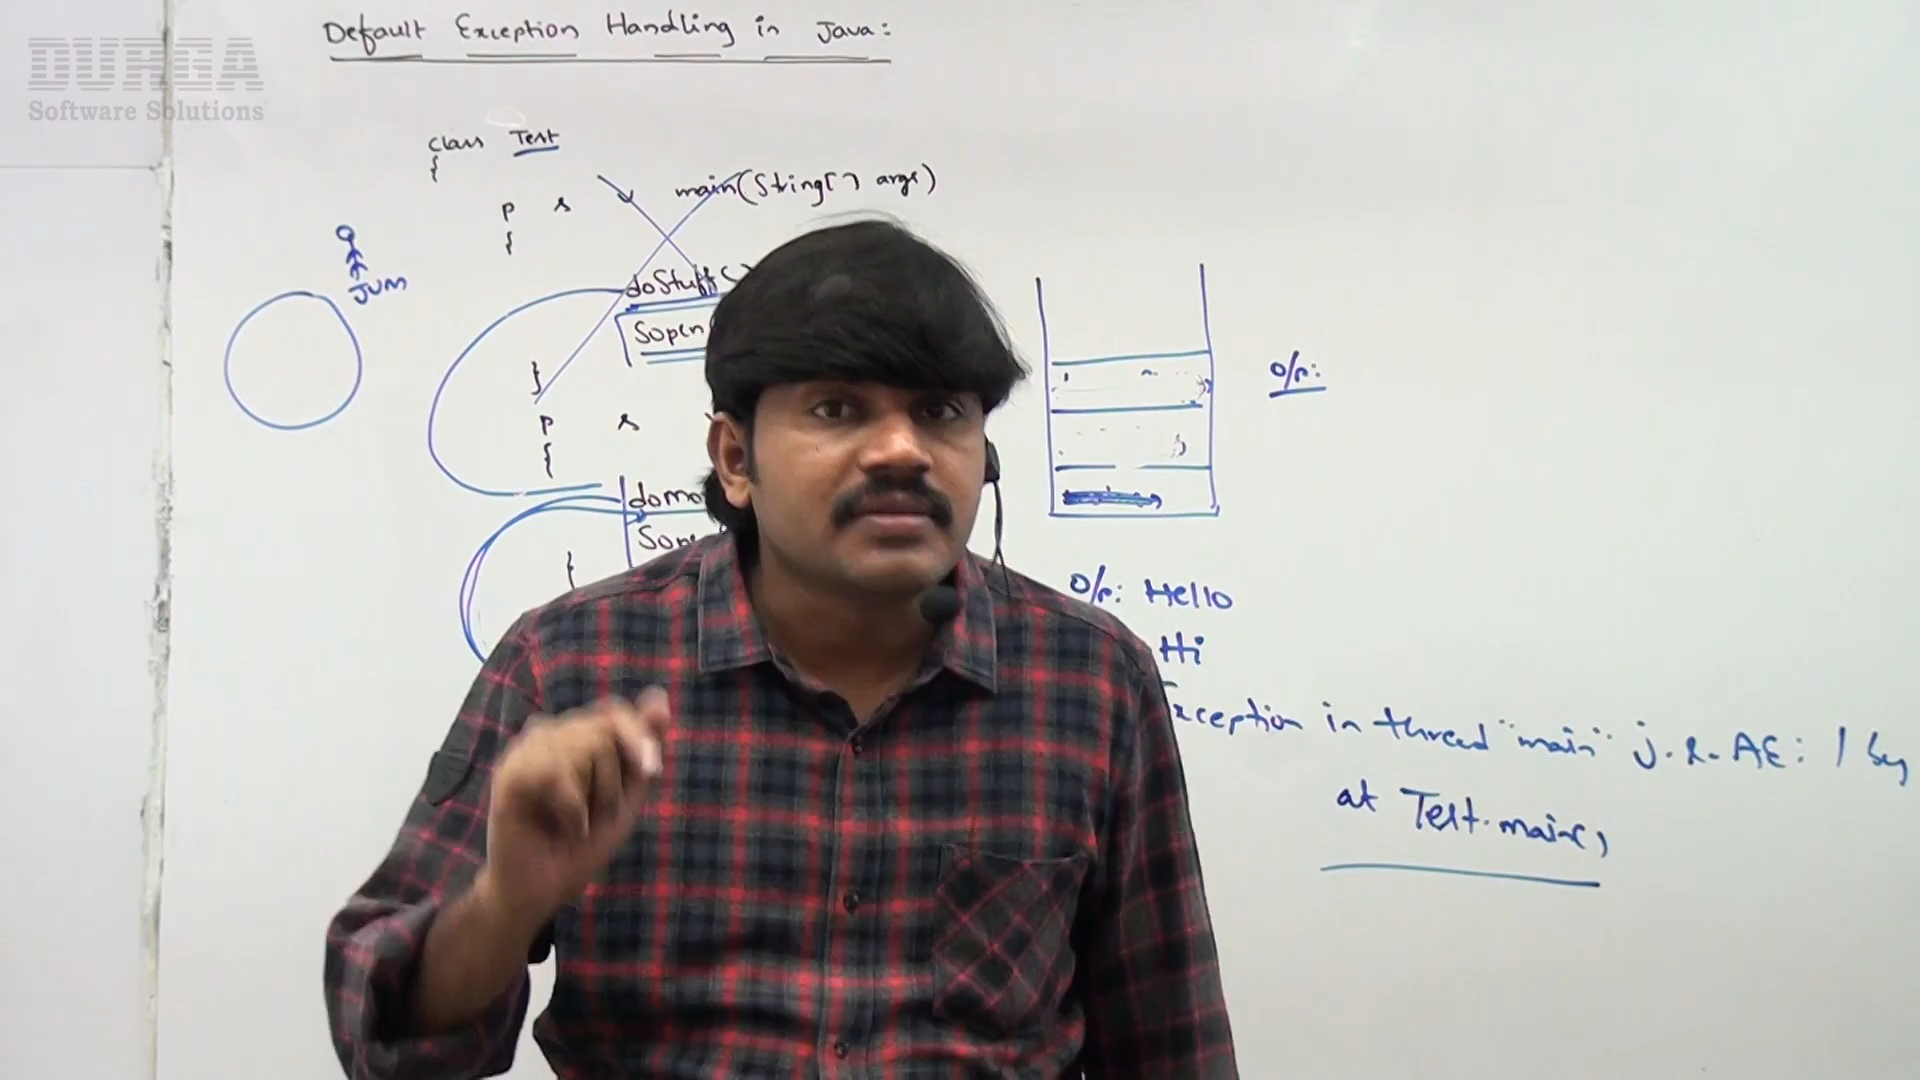 Default Exception Handling in Java:
DURGA
Software Solutions
class Test
{
p s main(String[] args)
{
JVM
doStuff()
Sopln
}
o/p:
p s
{
domo
Sop
}
o/p: Hello
Hi
xception in thread "main" j.l.AE: / by
at Test.main()